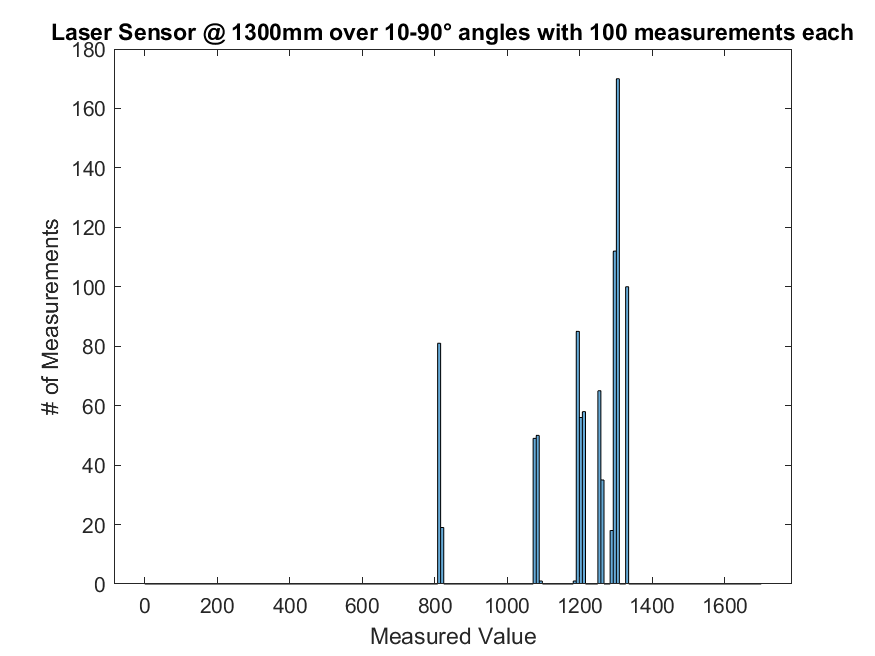 Laser Sensor @ 1300mm over 10-90° angles with 100 measurements each
180
160
140
120
100
80
60
40
20
0
# of Measurements
0 200 400 600 800 1000 1200 1400 1600
Measured Value